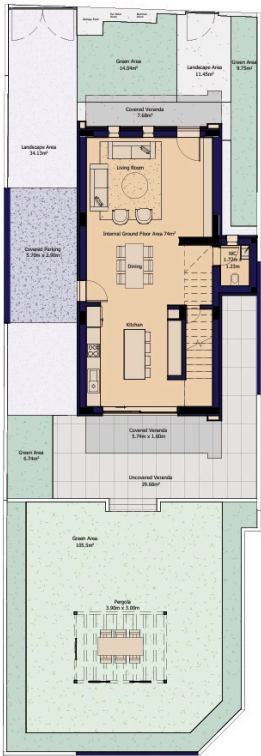 Green Area
14.04m²
Landscape Area
11.45m²
Green Area
9.75m²
Covered Veranda
7.68m²
Landscape Area
34.13m²
Living Room
Internal Ground Floor Area 74m²
WC
1.72m x
1.23m
Covered Parking
5.70m x 2.90m
Dining
Kitchen
Covered Veranda
5.74m x 1.60m
Green Area
6.74m²
Uncovered Veranda
29.68m²
Green Area
105.5m²
Pergola
3.90m x 3.00m